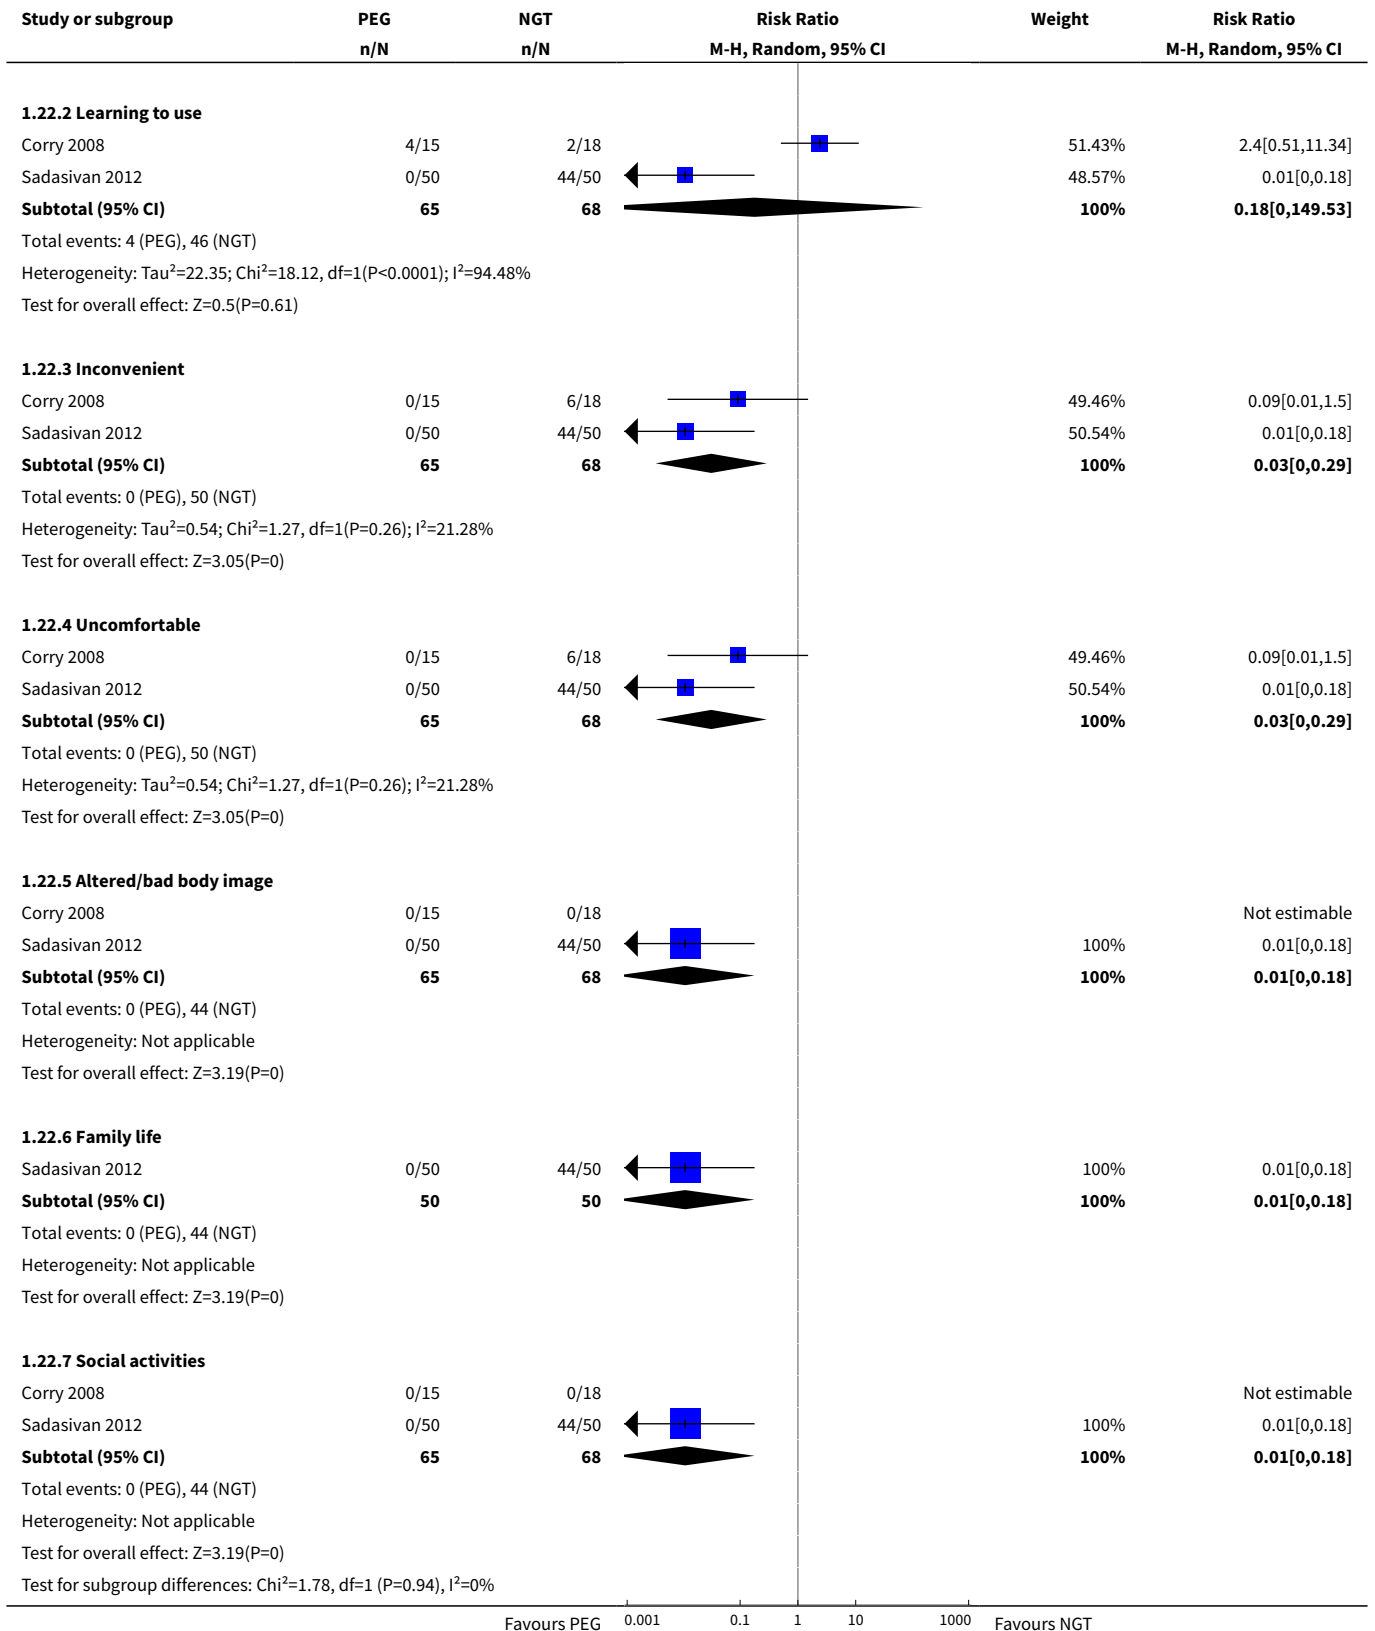 Study or subgroup PEG NGT Risk Ratio Weight Risk Ratio
n/N n/N M-H, Random, 95% CI M-H, Random, 95% CI
1.22.2 Learning to use
Corry 2008 4/15 2/18 51.43% 2.4[0.51,11.34]
Sadasivan 2012 0/50 44/50 48.57% 0.01[0,0.18]
Subtotal (95% CI) 65 68 100% 0.18[0,149.53]
Total events: 4 (PEG), 46 (NGT)
Heterogeneity: Tau²=22.35; Chi²=18.12, df=1(P<0.0001); I²=94.48%
Test for overall effect: Z=0.5(P=0.61)
1.22.3 Inconvenient
Corry 2008 0/15 6/18 49.46% 0.09[0.01,1.5]
Sadasivan 2012 0/50 44/50 50.54% 0.01[0,0.18]
Subtotal (95% CI) 65 68 100% 0.03[0,0.29]
Total events: 0 (PEG), 50 (NGT)
Heterogeneity: Tau²=0.54; Chi²=1.27, df=1(P=0.26); I²=21.28%
Test for overall effect: Z=3.05(P=0)
1.22.4 Uncomfortable
Corry 2008 0/15 6/18 49.46% 0.09[0.01,1.5]
Sadasivan 2012 0/50 44/50 50.54% 0.01[0,0.18]
Subtotal (95% CI) 65 68 100% 0.03[0,0.29]
Total events: 0 (PEG), 50 (NGT)
Heterogeneity: Tau²=0.54; Chi²=1.27, df=1(P=0.26); I²=21.28%
Test for overall effect: Z=3.05(P=0)
1.22.5 Altered/bad body image
Corry 2008 0/15 0/18 Not estimable
Sadasivan 2012 0/50 44/50 100% 0.01[0,0.18]
Subtotal (95% CI) 65 68 100% 0.01[0,0.18]
Total events: 0 (PEG), 44 (NGT)
Heterogeneity: Not applicable
Test for overall effect: Z=3.19(P=0)
1.22.6 Family life
Sadasivan 2012 0/50 44/50 100% 0.01[0,0.18]
Subtotal (95% CI) 50 50 100% 0.01[0,0.18]
Total events: 0 (PEG), 44 (NGT)
Heterogeneity: Not applicable
Test for overall effect: Z=3.19(P=0)
1.22.7 Social activities
Corry 2008 0/15 0/18 Not estimable
Sadasivan 2012 0/50 44/50 100% 0.01[0,0.18]
Subtotal (95% CI) 65 68 100% 0.01[0,0.18]
Total events: 0 (PEG), 44 (NGT)
Heterogeneity: Not applicable
Test for overall effect: Z=3.19(P=0)
Test for subgroup differences: Chi²=1.78, df=1 (P=0.94), I²=0%
Favours PEG 0.001 0.1 1 10 1000 Favours NGT